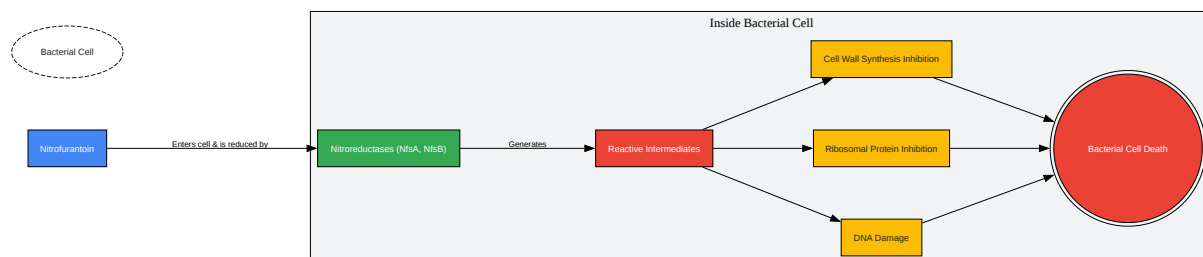 Inside Bacterial Cell
Bacterial Cell
Cell Wall Synthesis Inhibition
Nitrofurantoin
Enters cell & is reduced by
Nitroreductases (NfsA, NfsB)
Generates
Reactive Intermediates
Ribosomal Protein Inhibition
Bacterial Cell Death
DNA Damage